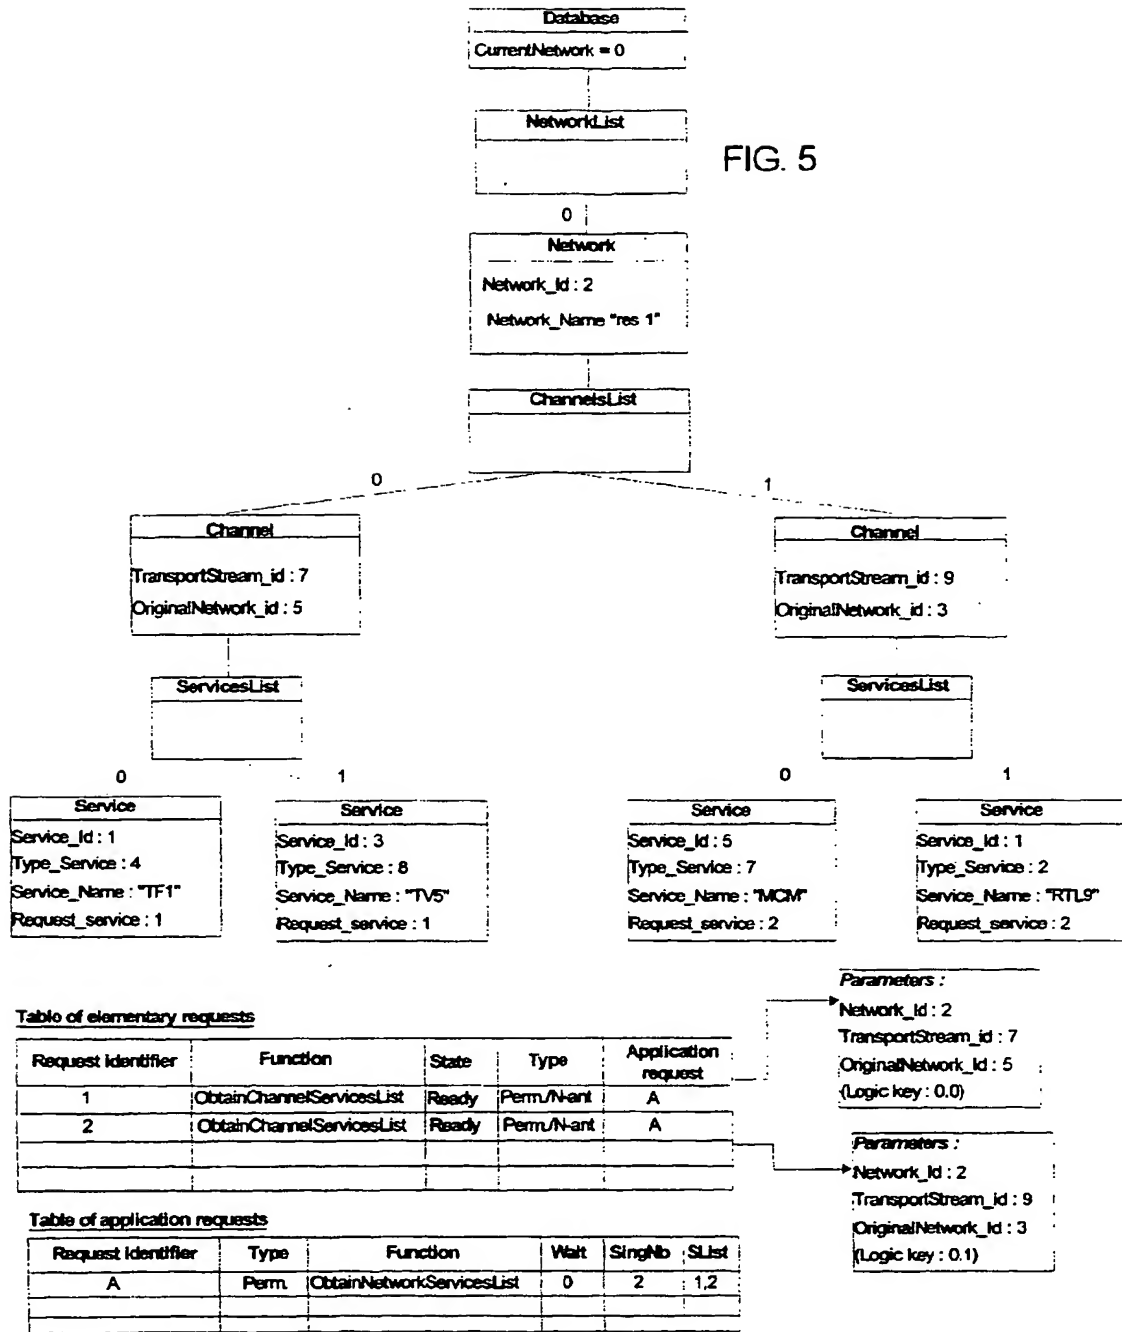 Database
CurrentNetwork = 0
NetworkList
FIG. 5
0
Network
Network_Id : 2
Network_Name "res 1"
ChannelsList
0
1
Channel
TransportStream_id : 7
OriginalNetwork_id : 5
Channel
TransportStream_id : 9
OriginalNetwork_id : 3
ServicesList
ServicesList
0
1
0
1
Service
Service_Id : 1
Type_Service : 4
Service_Name : "TF1"
Request_service : 1
Service
Service_Id : 3
Type_Service : 8
Service_Name : "TV5"
Request_service : 1
Service
Service_Id : 5
Type_Service : 7
Service_Name : "MCM"
Request_service : 2
Service
Service_Id : 1
Type_Service : 2
Service_Name : "RTL9"
Request_service : 2
Table of elementary requests
Request identifier Function State Type Application request
1 ObtainChannelServicesList Ready Perm./N-ant A
2 ObtainChannelServicesList Ready Perm./N-ant A
Parameters :
Network_Id : 2
TransportStream_id : 7
OriginalNetwork_Id : 5
(Logic key : 0.0)
Parameters :
Network_Id : 2
TransportStream_id : 9
OriginalNetwork_Id : 3
(Logic key : 0.1)
Table of application requests
Request Identifier Type Function Wait SingNb SList
A Perm. ObtainNetworkServicesList 0 2 1,2